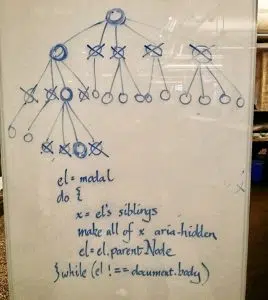 el = modal
do {
x = el's siblings
make all of x aria-hidden
el = el.parentNode
} while (el !== document.body)